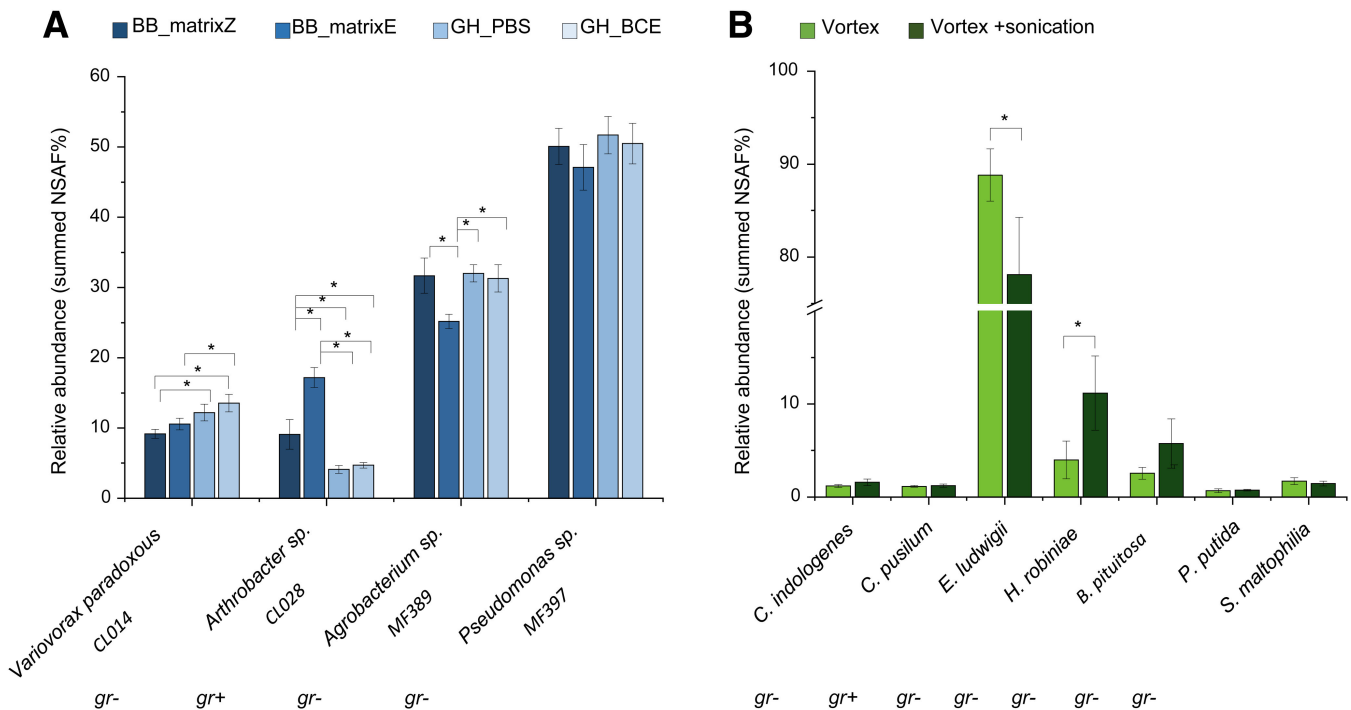 A
BB_matrixZ BB_matrixE GH_PBS GH_BCE
Relative abundance (summed NSAF%)
60
50
40
30
20
10
0
* * *
* * * * *
* * *
Variovorax paradoxous
CL014
Arthrobacter sp.
CL028
Agrobacterium sp.
MF389
Pseudomonas sp.
MF397
gr- gr+ gr- gr-
B
Vortex Vortex +sonication
Relative abundance (summed NSAF%)
100
90
80
10
0
*
*
C. indologenes
C. pusilum
E. ludwigii
H. robiniae
B. pituitosa
P. putida
S. maltophilia
gr- gr+ gr- gr- gr- gr- gr-